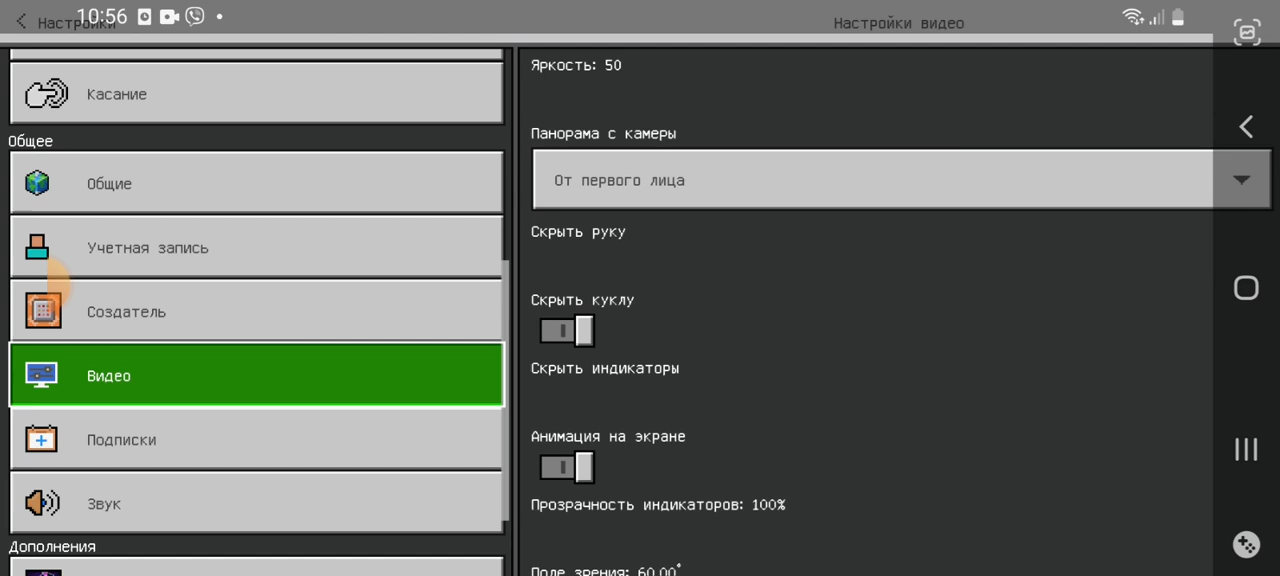 10:56
Настройки
Настройки видео
Касание
Общее
Общие
Учетная запись
Создатель
Видео
Подписки
Звук
Дополнения
Яркость: 50
Панорама с камеры
От первого лица
Скрыть руку
Скрыть куклу
Скрыть индикаторы
Анимация на экране
Прозрачность индикаторов: 100%
Поле зрения: 60.00°